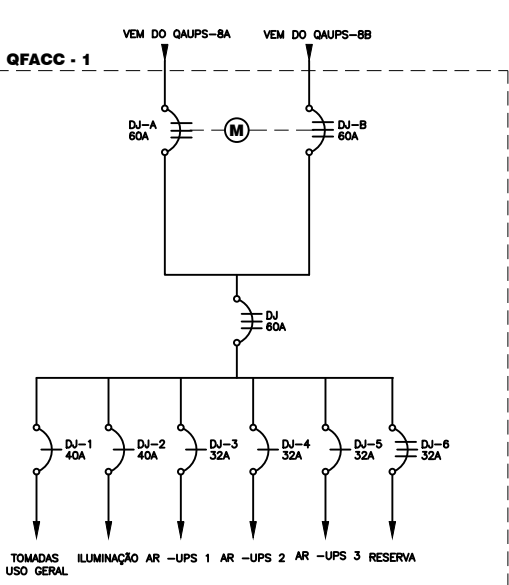 VEM DO QAUPS-8A
VEM DO QAUPS-8B
QFACC - 1
DJ-A
60A
M
DJ-B
60A
DJ
60A
DJ-1
40A
DJ-2
40A
DJ-3
32A
DJ-4
32A
DJ-5
32A
DJ-6
32A
TOMADAS
USO GERAL
ILUMINAÇÃO
AR -UPS 1
AR -UPS 2
AR -UPS 3
RESERVA